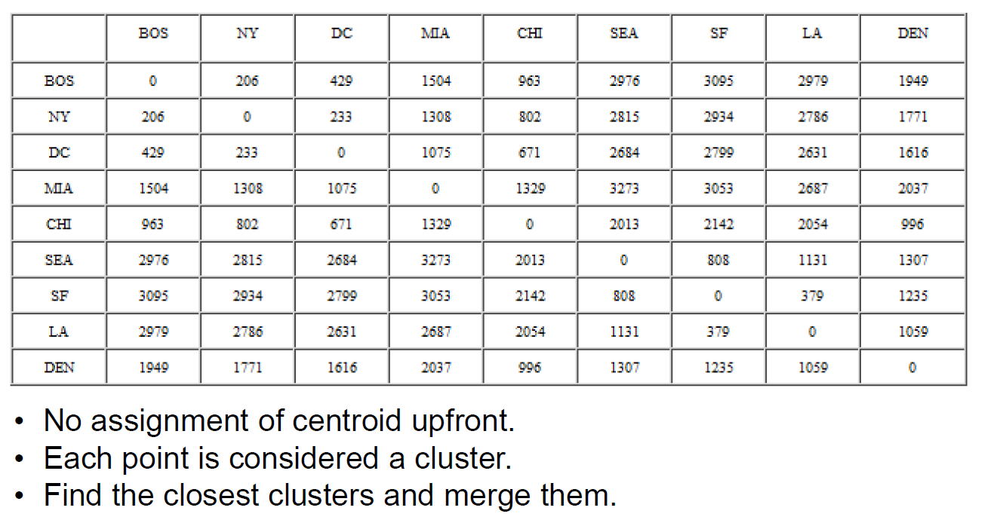 BOS NY DC MIA CHI SEA SF LA DEN
BOS 0 206 429 1504 963 2976 3095 2979 1949
NY 206 0 233 1308 802 2815 2934 2786 1771
DC 429 233 0 1075 671 2684 2799 2631 1616
MIA 1504 1308 1075 0 1329 3273 3053 2687 2037
CHI 963 802 671 1329 0 2013 2142 2054 996
SEA 2976 2815 2684 3273 2013 0 808 1131 1307
SF 3095 2934 2799 3053 2142 808 0 379 1235
LA 2979 2786 2631 2687 2054 1131 379 0 1059
DEN 1949 1771 1616 2037 996 1307 1235 1059 0
• No assignment of centroid upfront.
• Each point is considered a cluster.
• Find the closest clusters and merge them.